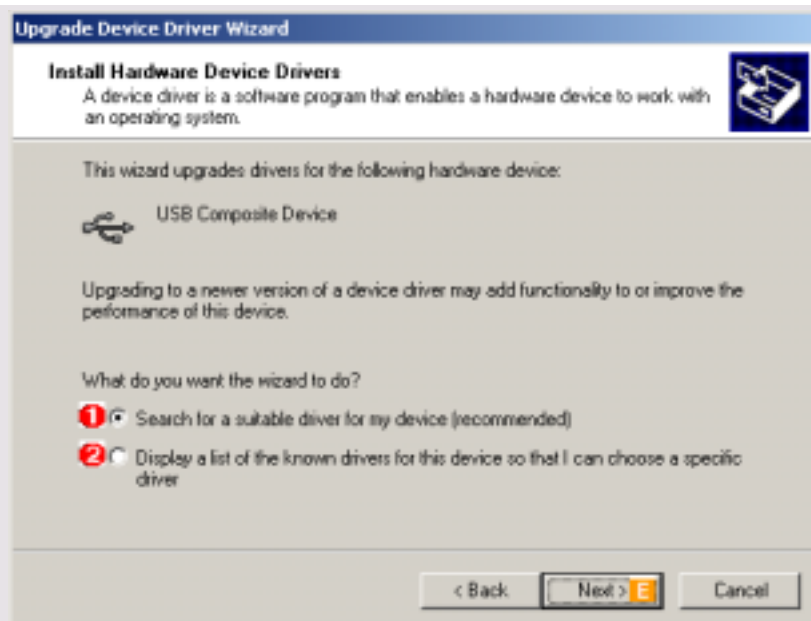 Upgrade Device Driver Wizard
Install Hardware Device Drivers
A device driver is a software program that enables a hardware device to work with
an operating system.
This wizard upgrades drivers for the following hardware device:
USB Composite Device
Upgrading to a newer version of a device driver may add functionality to or improve the
performance of this device.
What do you want the wizard to do?
1 Search for a suitable driver for my device (recommended)
2 Display a list of the known drivers for this device so that I can choose a specific
driver
< Back Next > E Cancel